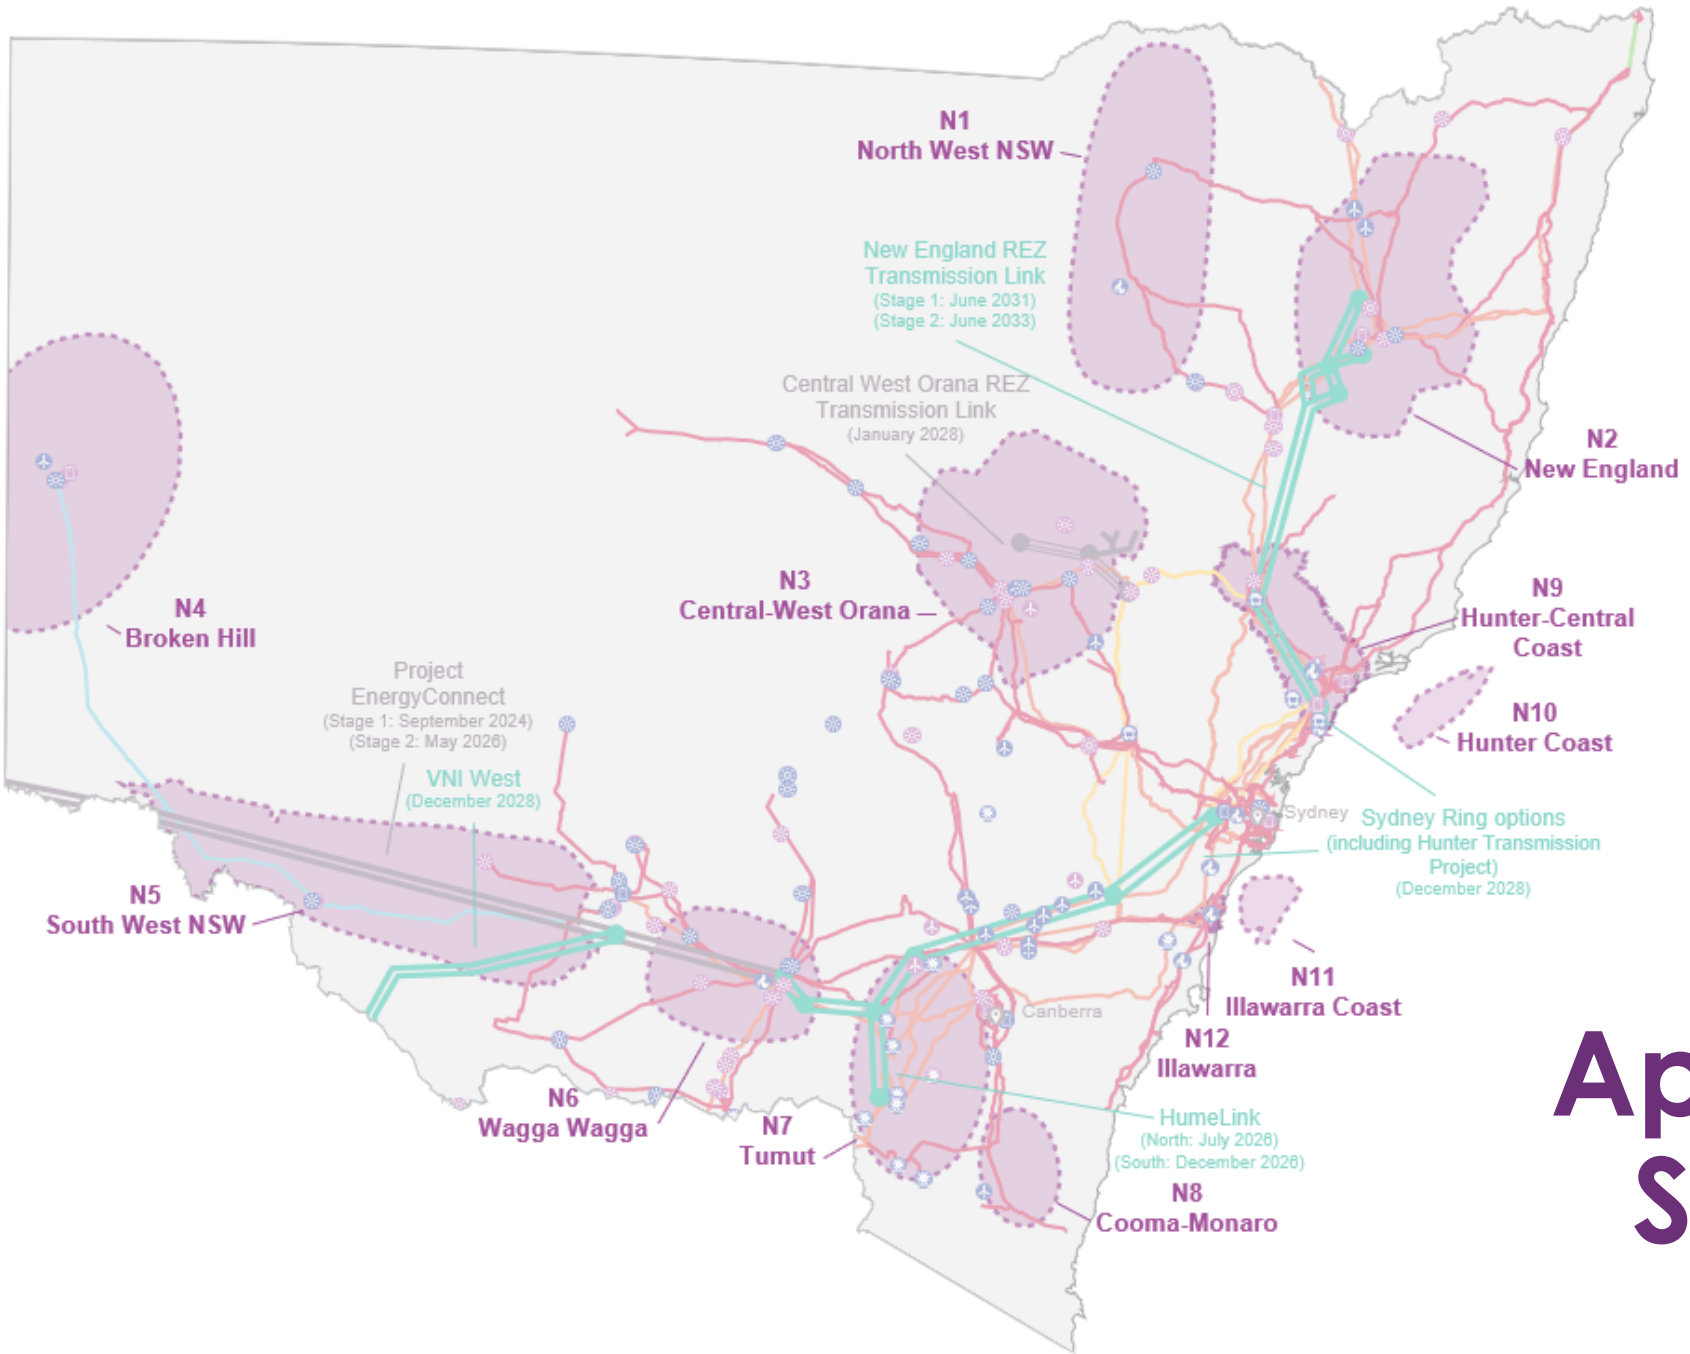 N1
North West NSW
New England REZ
Transmission Link
(Stage 1: June 2031)
(Stage 2: June 2033)
Central West Orana REZ
Transmission Link
(January 2028)
N2
New England
N3
Central-West Orana
N9
Hunter-Central
Coast
N4
Broken Hill
Project
EnergyConnect
(Stage 1: September 2024)
(Stage 2: May 2026)
N10
Hunter Coast
VNI West
(December 2028)
Sydney
Sydney Ring options
(including Hunter Transmission
Project)
(December 2028)
N5
South West NSW
N11
Illawarra Coast
Canberra
N12
Illawarra
N6
Wagga Wagga
N7
Tumut
HumeLink
(North: July 2026)
(South: December 2026)
N8
Cooma-Monaro
Ap
S